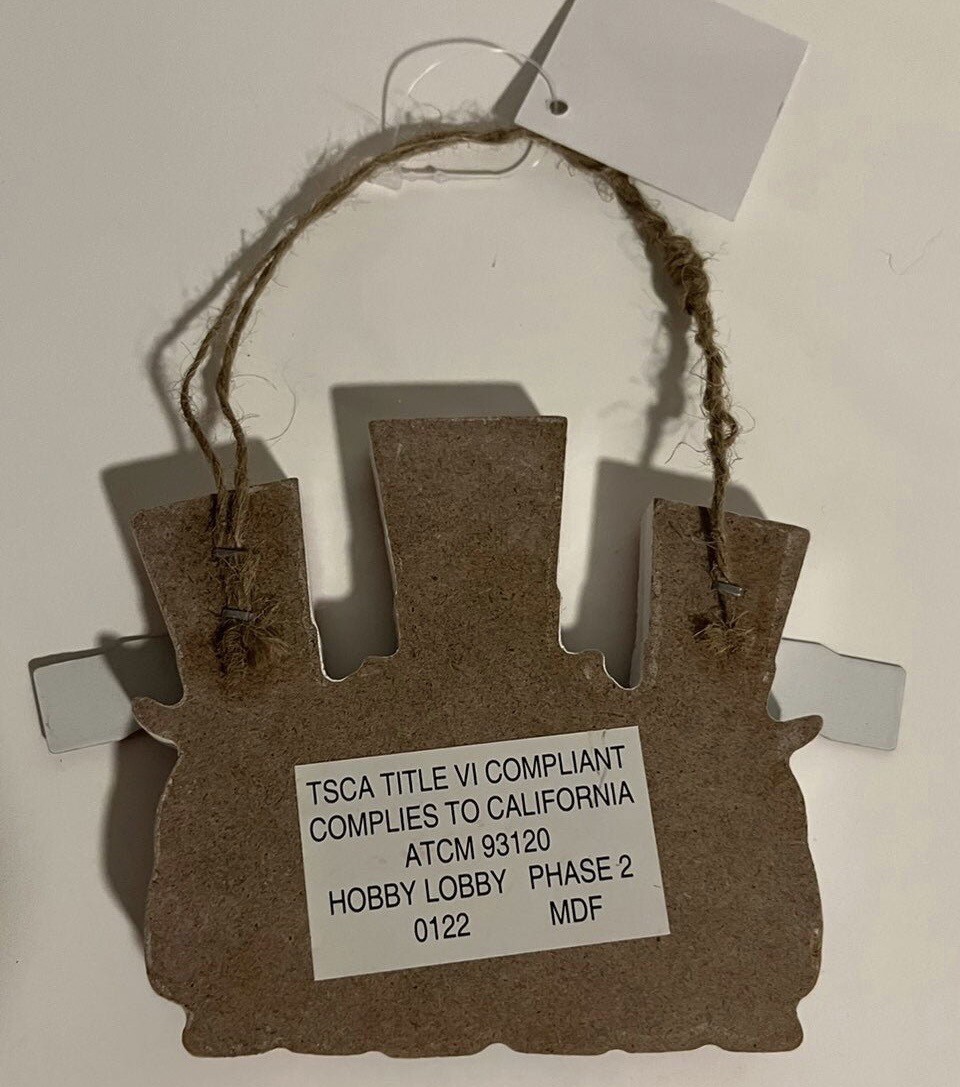 TSCA TITLE VI COMPLIANT
COMPLIES TO CALIFORNIA
ATCM 93120
HOBBY LOBBY PHASE 2
0122 MDF